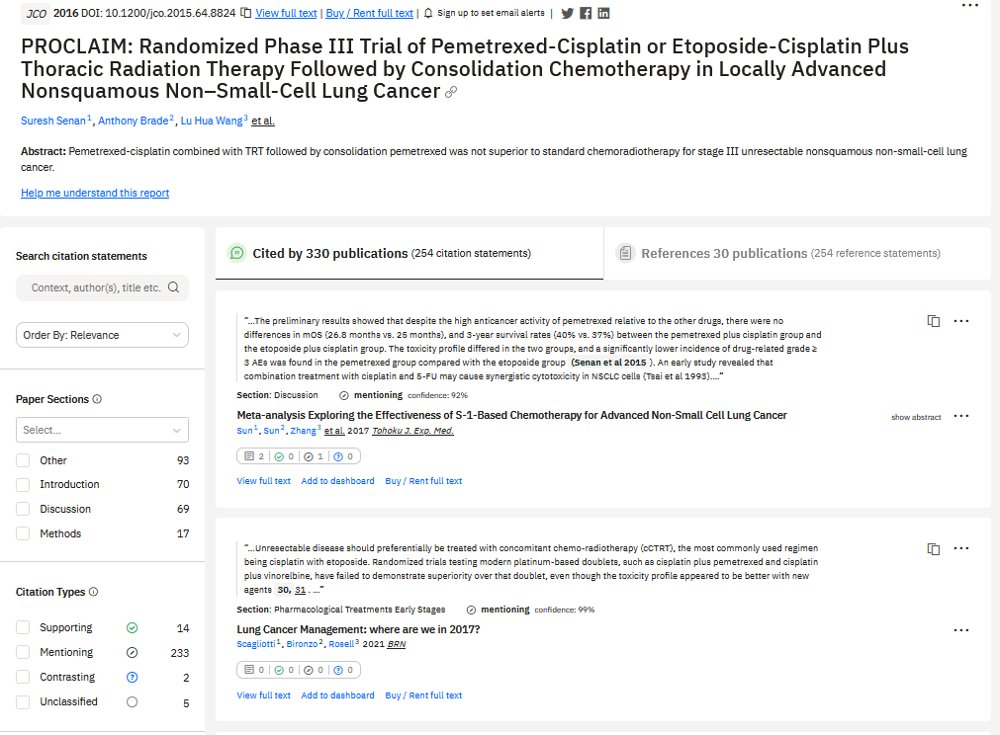 JCO 2016 DOI: 10.1200/jco.2015.64.8824 View full text | Buy / Rent full text | Sign up to set email alerts |
PROCLAIM: Randomized Phase III Trial of Pemetrexed-Cisplatin or Etoposide-Cisplatin Plus
Thoracic Radiation Therapy Followed by Consolidation Chemotherapy in Locally Advanced
Nonsquamous Non–Small-Cell Lung Cancer
Suresh Senan1, Anthony Brade2, Lu Hua Wang3 et al.
Abstract: Pemetrexed-cisplatin combined with TRT followed by consolidation pemetrexed was not superior to standard chemoradiotherapy for stage III unresectable nonsquamous non-small-cell lung
cancer.
Help me understand this report
Search citation statements
Context, author(s), title etc.
Order By: Relevance
Paper Sections
Select...
Other 93
Introduction 70
Discussion 69
Methods 17
Citation Types
Supporting 14
Mentioning 233
Contrasting 2
Unclassified 5
Cited by 330 publications (254 citation statements)
References 30 publications (254 reference statements)
"...The preliminary results showed that despite the high anticancer activity of pemetrexed relative to the other drugs, there were no
differences in mOS (26.8 months vs. 25 months), and 3-year survival rates (40% vs. 37%) between the pemetrexed plus cisplatin group and
the etoposide plus cisplatin group. The toxicity profile differed in the two groups, and a significantly lower incidence of drug-related grade ≥
3 AEs was found in the pemetrexed group compared with the etoposide group (Senan et al 2015 ). An early study revealed that
combination treatment with cisplatin and 5-FU may cause synergistic cytotoxicity in NSCLC cells (Tsai et al 1993)...."
Section: Discussion mentioning confidence: 92%
Meta-analysis Exploring the Effectiveness of S-1-Based Chemotherapy for Advanced Non-Small Cell Lung Cancer
show abstract
Sun1, Sun2, Zhang3 et al. 2017 Tohoku J. Exp. Med.
2 0 1 0
View full text Add to dashboard Buy / Rent full text
"...Unresectable disease should preferentially be treated with concomitant chemo-radiotherapy (cCTRT), the most commonly used regimen
being cisplatin with etoposide. Randomized trials testing modern platinum-based doublets, such as cisplatin plus pemetrexed and cisplatin
plus vinorelbine, have failed to demonstrate superiority over that doublet, even though the toxicity profile appeared to be better with new
agents 30, 31 . ..."
Section: Pharmacological Treatments Early Stages mentioning confidence: 99%
Lung Cancer Management: where are we in 2017?
Scagliotti1, Bironzo2, Rosell3 2021 BRN
0 0 0 0
View full text Add to dashboard Buy / Rent full text